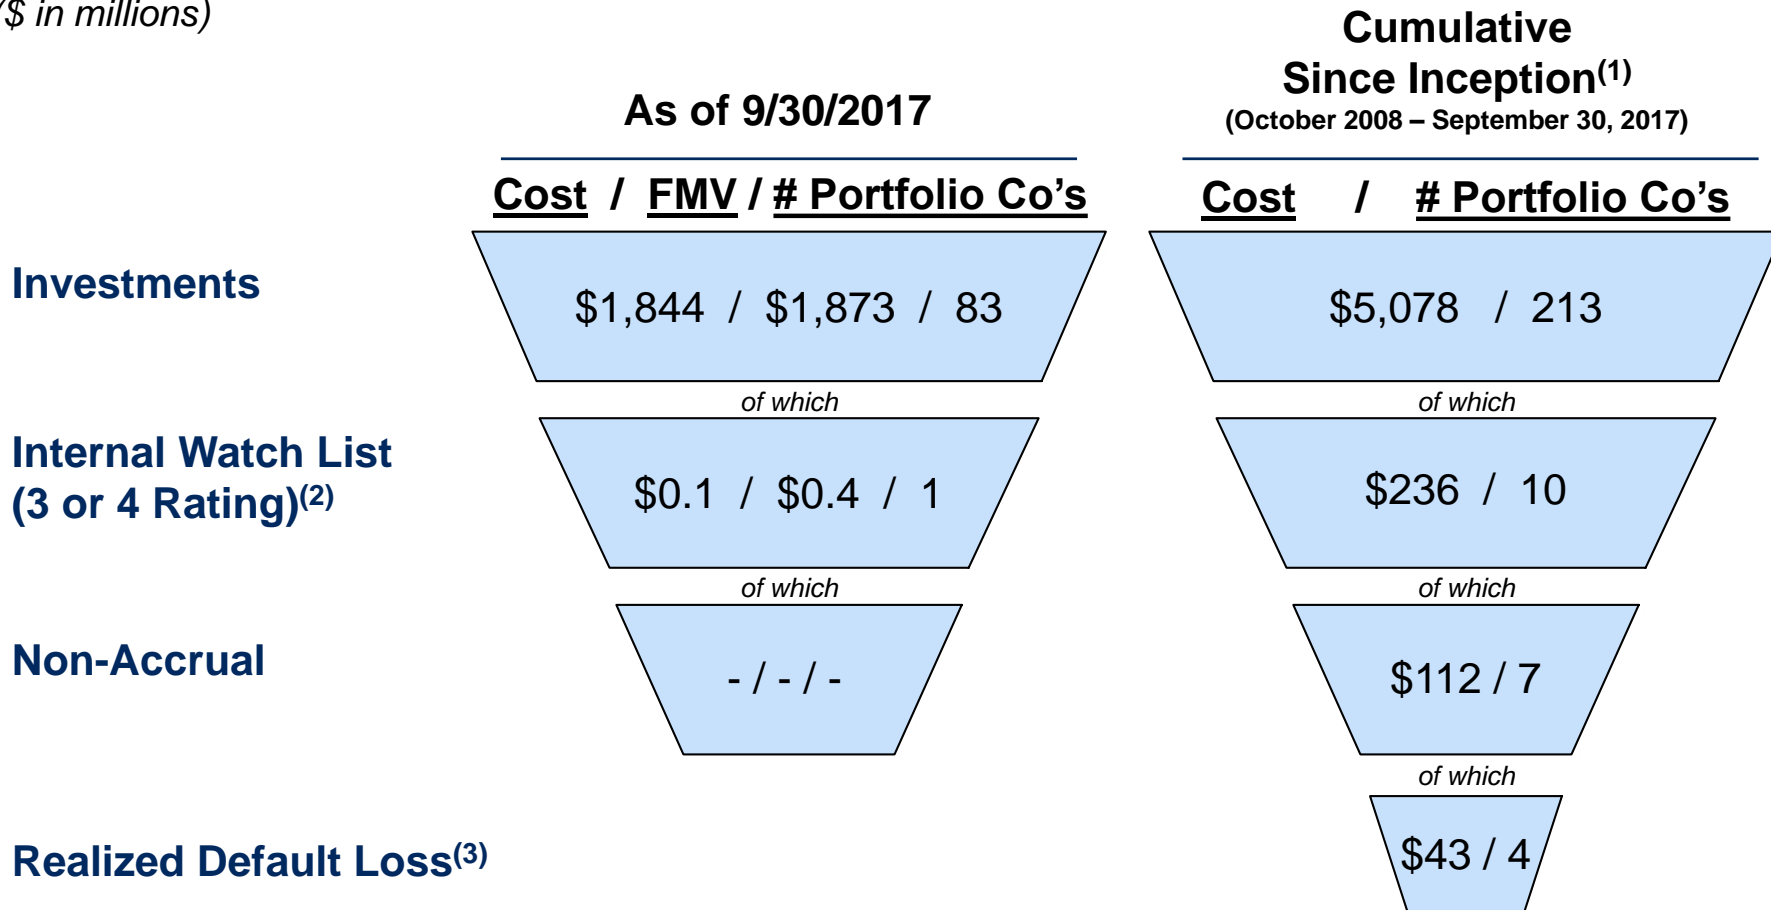 ($ in millions)
Cumulative
Since Inception(1)
(October 2008 – September 30, 2017)
As of 9/30/2017
Cost / FMV / # Portfolio Co’s
Cost / # Portfolio Co’s
Investments
$1,844 / $1,873 / 83
$5,078 / 213
of which
of which
Internal Watch List
(3 or 4 Rating)(2)
$0.1 / $0.4 / 1
$236 / 10
of which
of which
Non-Accrual
- / - / -
$112 / 7
of which
Realized Default Loss(3)
$43 / 4